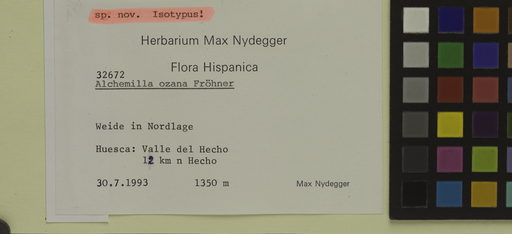 sp. nov. Isotypus!
Herbarium Max Nydegger
Flora Hispanica
32672
Alchemilla ozana Fröhner
Weide in Nordlage
Huesca: Valle del Hecho
12 km n Hecho
30.7.1993 1350 m Max Nydegger